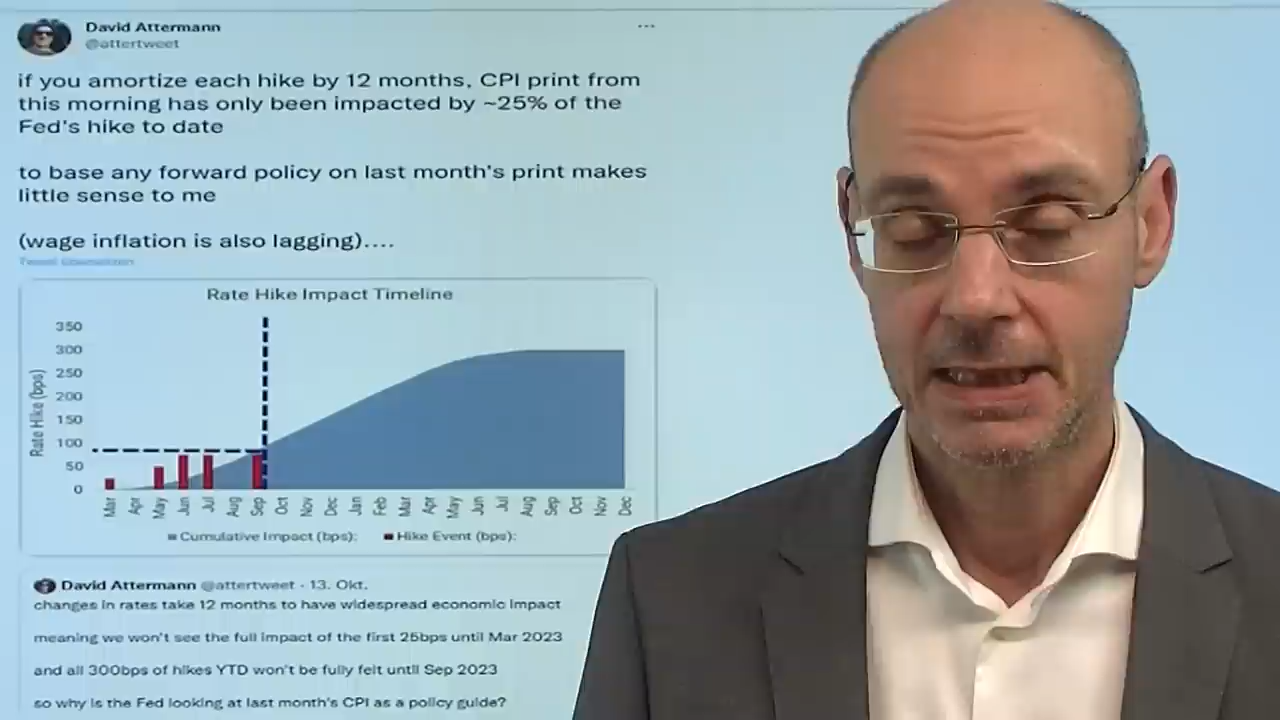 David Attermann
@attertweet
if you amortize each hike by 12 months, CPI print from
this morning has only been impacted by ~25% of the
Fed's hike to date
to base any forward policy on last month's print makes
little sense to me
(wage inflation is also lagging)....
Tweet übersetzen
Rate Hike Impact Timeline
Rate Hike (bps)
350
300
250
200
150
100
50
0
Mar Apr May Jun Jul Aug Sep Oct Nov Dec Jan Feb Mar Apr May Jun Jul Aug Sep Oct Nov Dec
Cumulative Impact (bps): Hike Event (bps):
David Attermann @attertweet · 13. Okt.
changes in rates take 12 months to have widespread economic impact
meaning we won't see the full impact of the first 25bps until Mar 2023
and all 300bps of hikes YTD won't be fully felt until Sep 2023
so why is the Fed looking at last month's CPI as a policy guide?